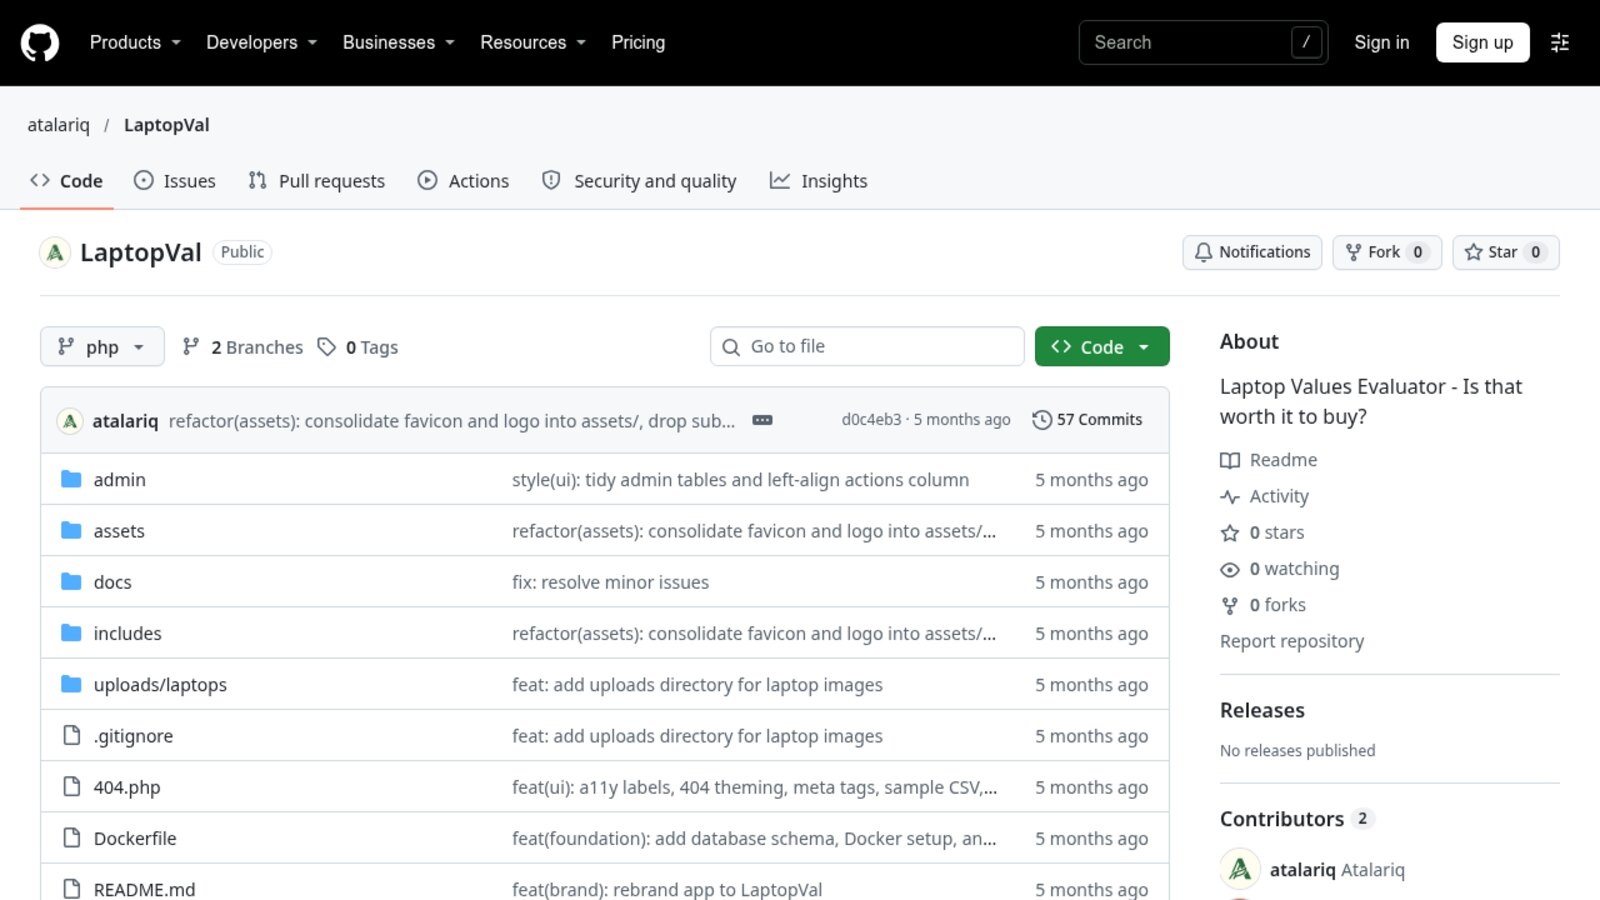 Products Developers Businesses Resources Pricing Search / Sign in Sign up
atalariq / LaptopVal
Code Issues Pull requests Actions Security and quality Insights
LaptopVal Public Notifications Fork 0 Star 0
php 2 Branches 0 Tags Go to file Code
atalariq refactor(assets): consolidate favicon and logo into assets/, drop sub... d0c4eb3 · 5 months ago 57 Commits
admin style(ui): tidy admin tables and left-align actions column 5 months ago
assets refactor(assets): consolidate favicon and logo into assets/... 5 months ago
docs fix: resolve minor issues 5 months ago
includes refactor(assets): consolidate favicon and logo into assets/... 5 months ago
uploads/laptops feat: add uploads directory for laptop images 5 months ago
.gitignore feat: add uploads directory for laptop images 5 months ago
404.php feat(ui): a11y labels, 404 theming, meta tags, sample CSV,... 5 months ago
Dockerfile feat(foundation): add database schema, Docker setup, an... 5 months ago
README.md feat(brand): rebrand app to LaptopVal 5 months ago
About
Laptop Values Evaluator - Is that
worth it to buy?
Readme
Activity
0 stars
0 watching
0 forks
Report repository
Releases
No releases published
Contributors 2
atalariq Atalariq